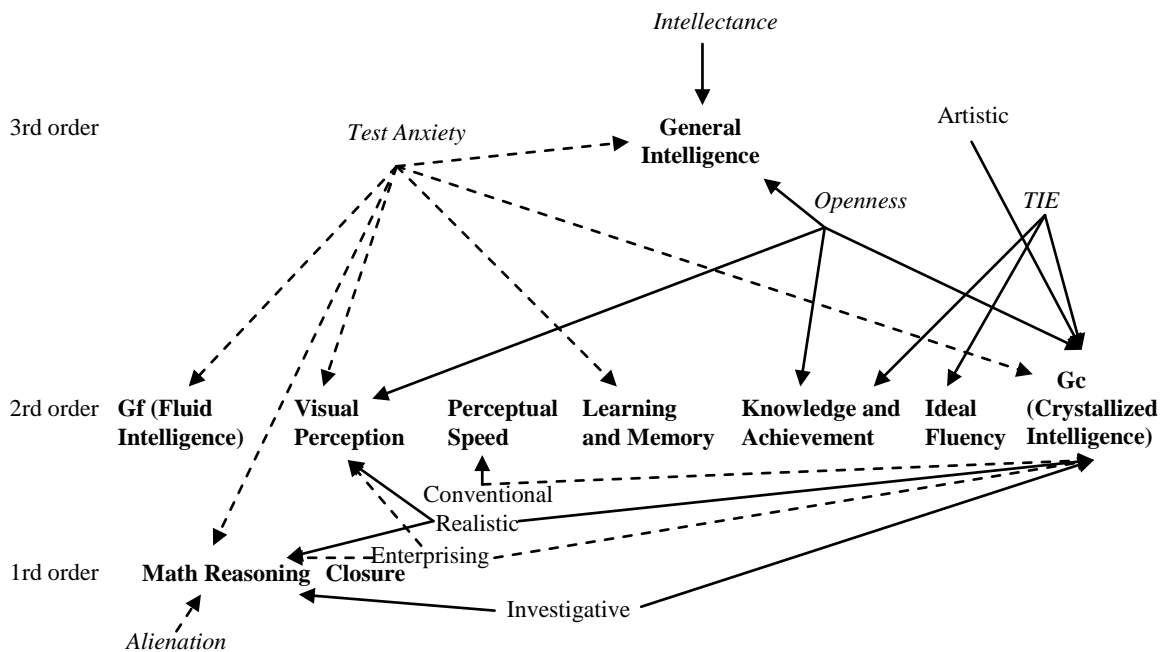 Intellectance
3rd order
Test Anxiety
General
Intelligence
Artistic
Openness
TIE
2rd order
Gf (Fluid
Intelligence)
Visual
Perception
Perceptual
Speed
Learning
and Memory
Knowledge and
Achievement
Ideal
Fluency
Gc
(Crystallized
Intelligence)
Conventional
Realistic
Enterprising
1rd order
Math Reasoning
Closure
Investigative
Alienation